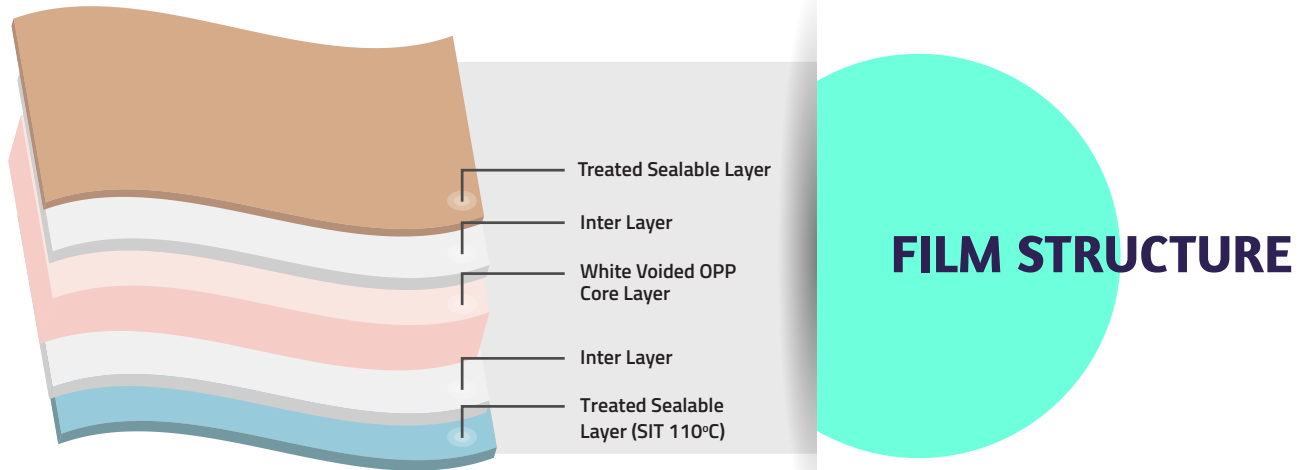 Treated Sealable Layer
Inter Layer
White Voided OPP
Core Layer
Inter Layer
Treated Sealable
Layer (SIT 110ºC)
FILM STRUCTURE